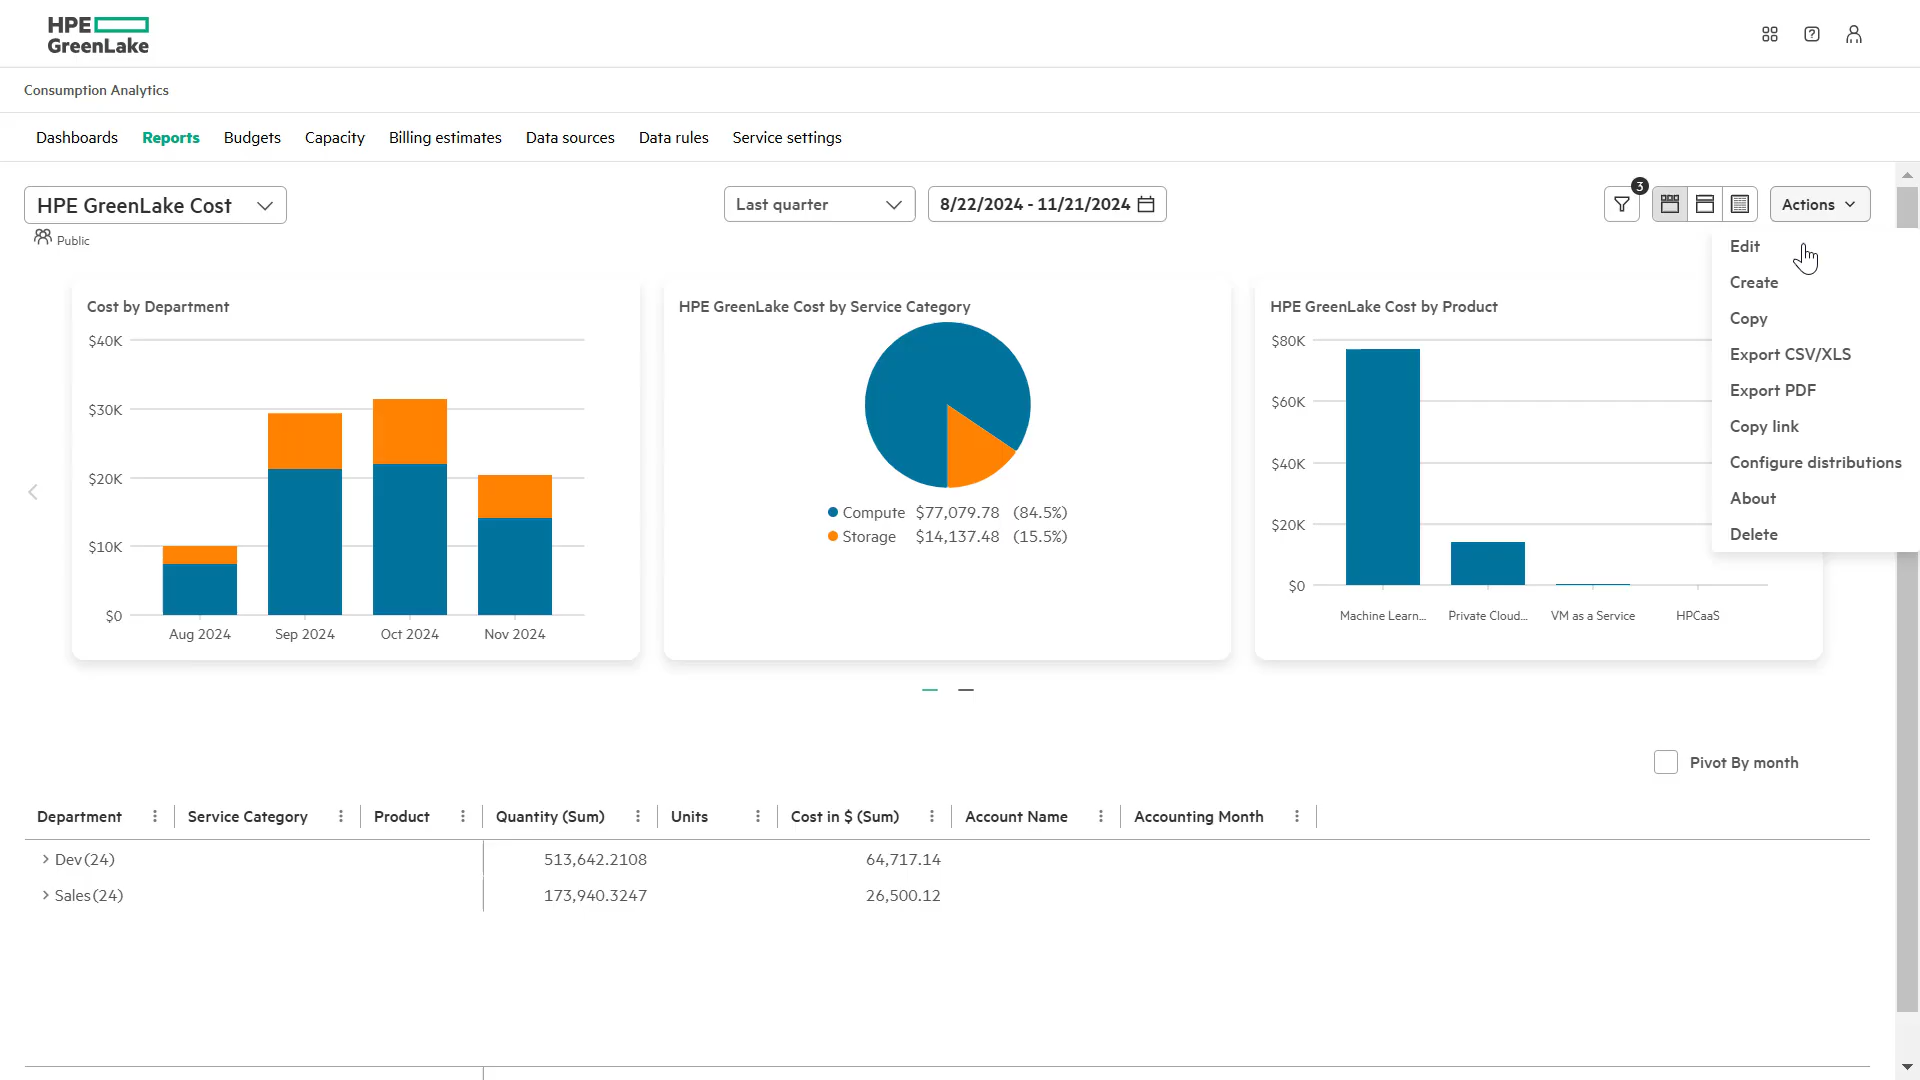 HPE
GreenLake
Consumption Analytics
Dashboards Reports Budgets Capacity Billing estimates Data sources Data rules Service settings
HPE GreenLake Cost
Public
Last quarter
8/22/2024 - 11/21/2024
3
Actions
Edit
Create
Copy
Export CSV/XLS
Export PDF
Copy link
Configure distributions
About
Delete
Cost by Department
$40K
$30K
$20K
$10K
$0
Aug 2024 Sep 2024 Oct 2024 Nov 2024
HPE GreenLake Cost by Service Category
Compute $77,079.78 (84.5%)
Storage $14,137.48 (15.5%)
HPE GreenLake Cost by Product
$80K
$60K
$40K
$20K
$0
Machine Learn... Private Cloud... VM as a Service HPCaaS
Pivot By month
Department Service Category Product Quantity (Sum) Units Cost in $ (Sum) Account Name Accounting Month
Dev(24) 513,642.2108 64,717.14
Sales(24) 173,940.3247 26,500.12